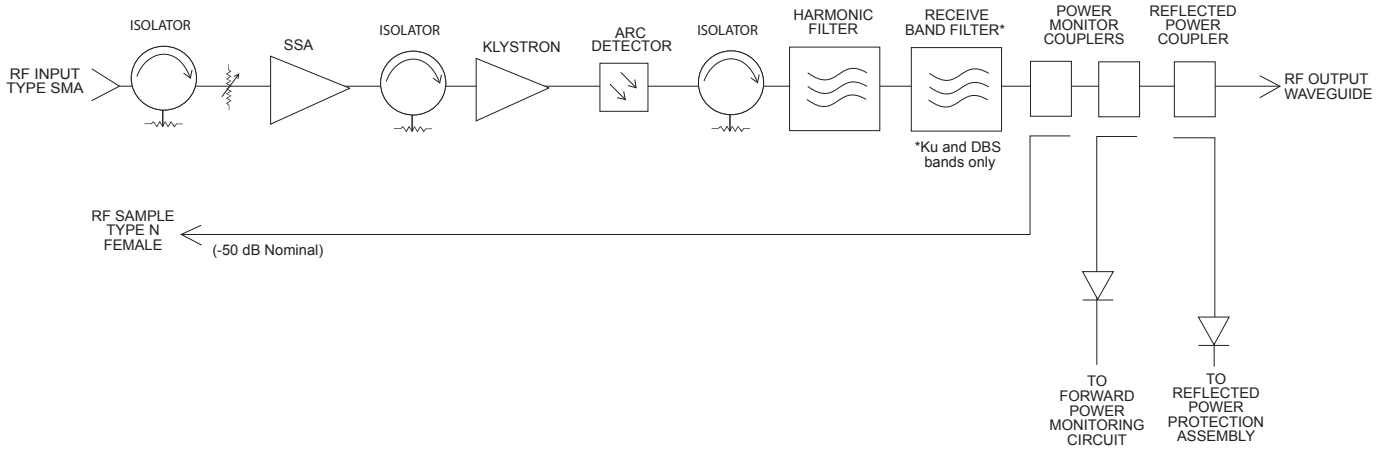 ISOLATOR
SSA
ISOLATOR
KLYSTRON
ARC
DETECTOR
ISOLATOR
HARMONIC
FILTER
RECEIVE
BAND FILTER*
POWER
MONITOR
COUPLERS
REFLECTED
POWER
COUPLER
RF INPUT
TYPE SMA
RF OUTPUT
WAVEGUIDE
*Ku and DBS
bands only
RF SAMPLE
TYPE N
FEMALE
(-50 dB Nominal)
TO
FORWARD
POWER
MONITORING
CIRCUIT
TO
REFLECTED
POWER
PROTECTION
ASSEMBLY